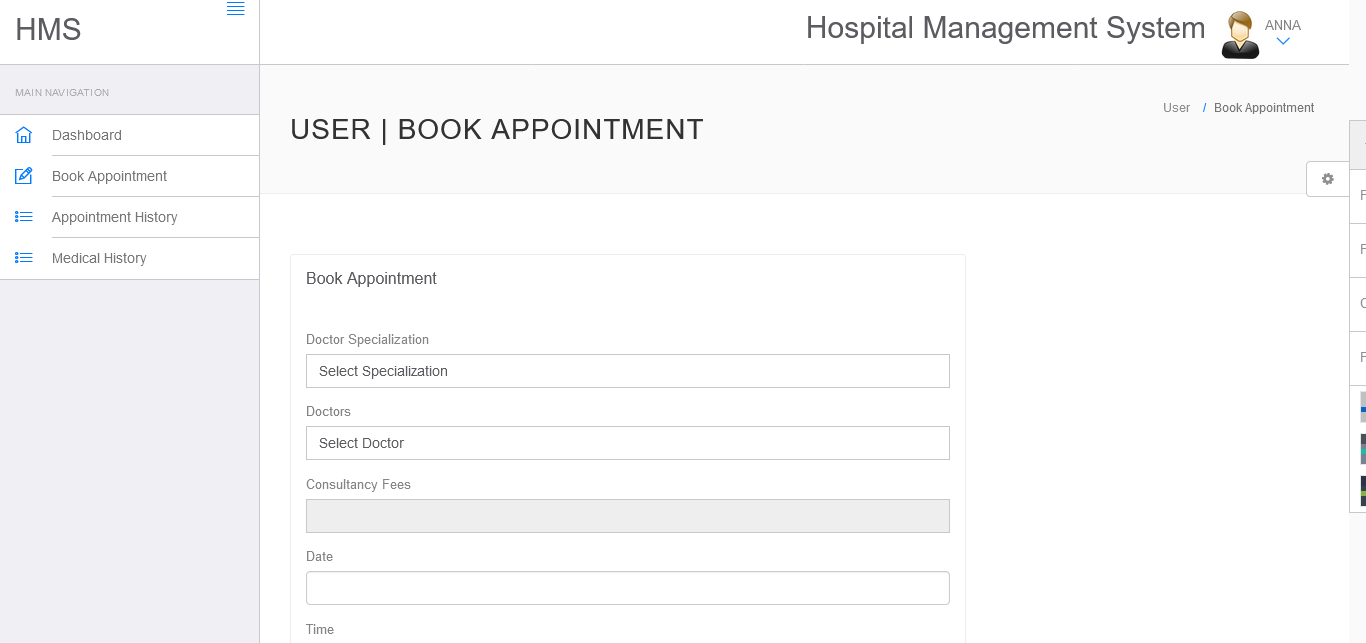 HMS
Hospital Management System
ANNA
MAIN NAVIGATION
Dashboard
Book Appointment
Appointment History
Medical History
USER | BOOK APPOINTMENT
User / Book Appointment
Book Appointment
Doctor Specialization
Select Specialization
Doctors
Select Doctor
Consultancy Fees
Date
Time